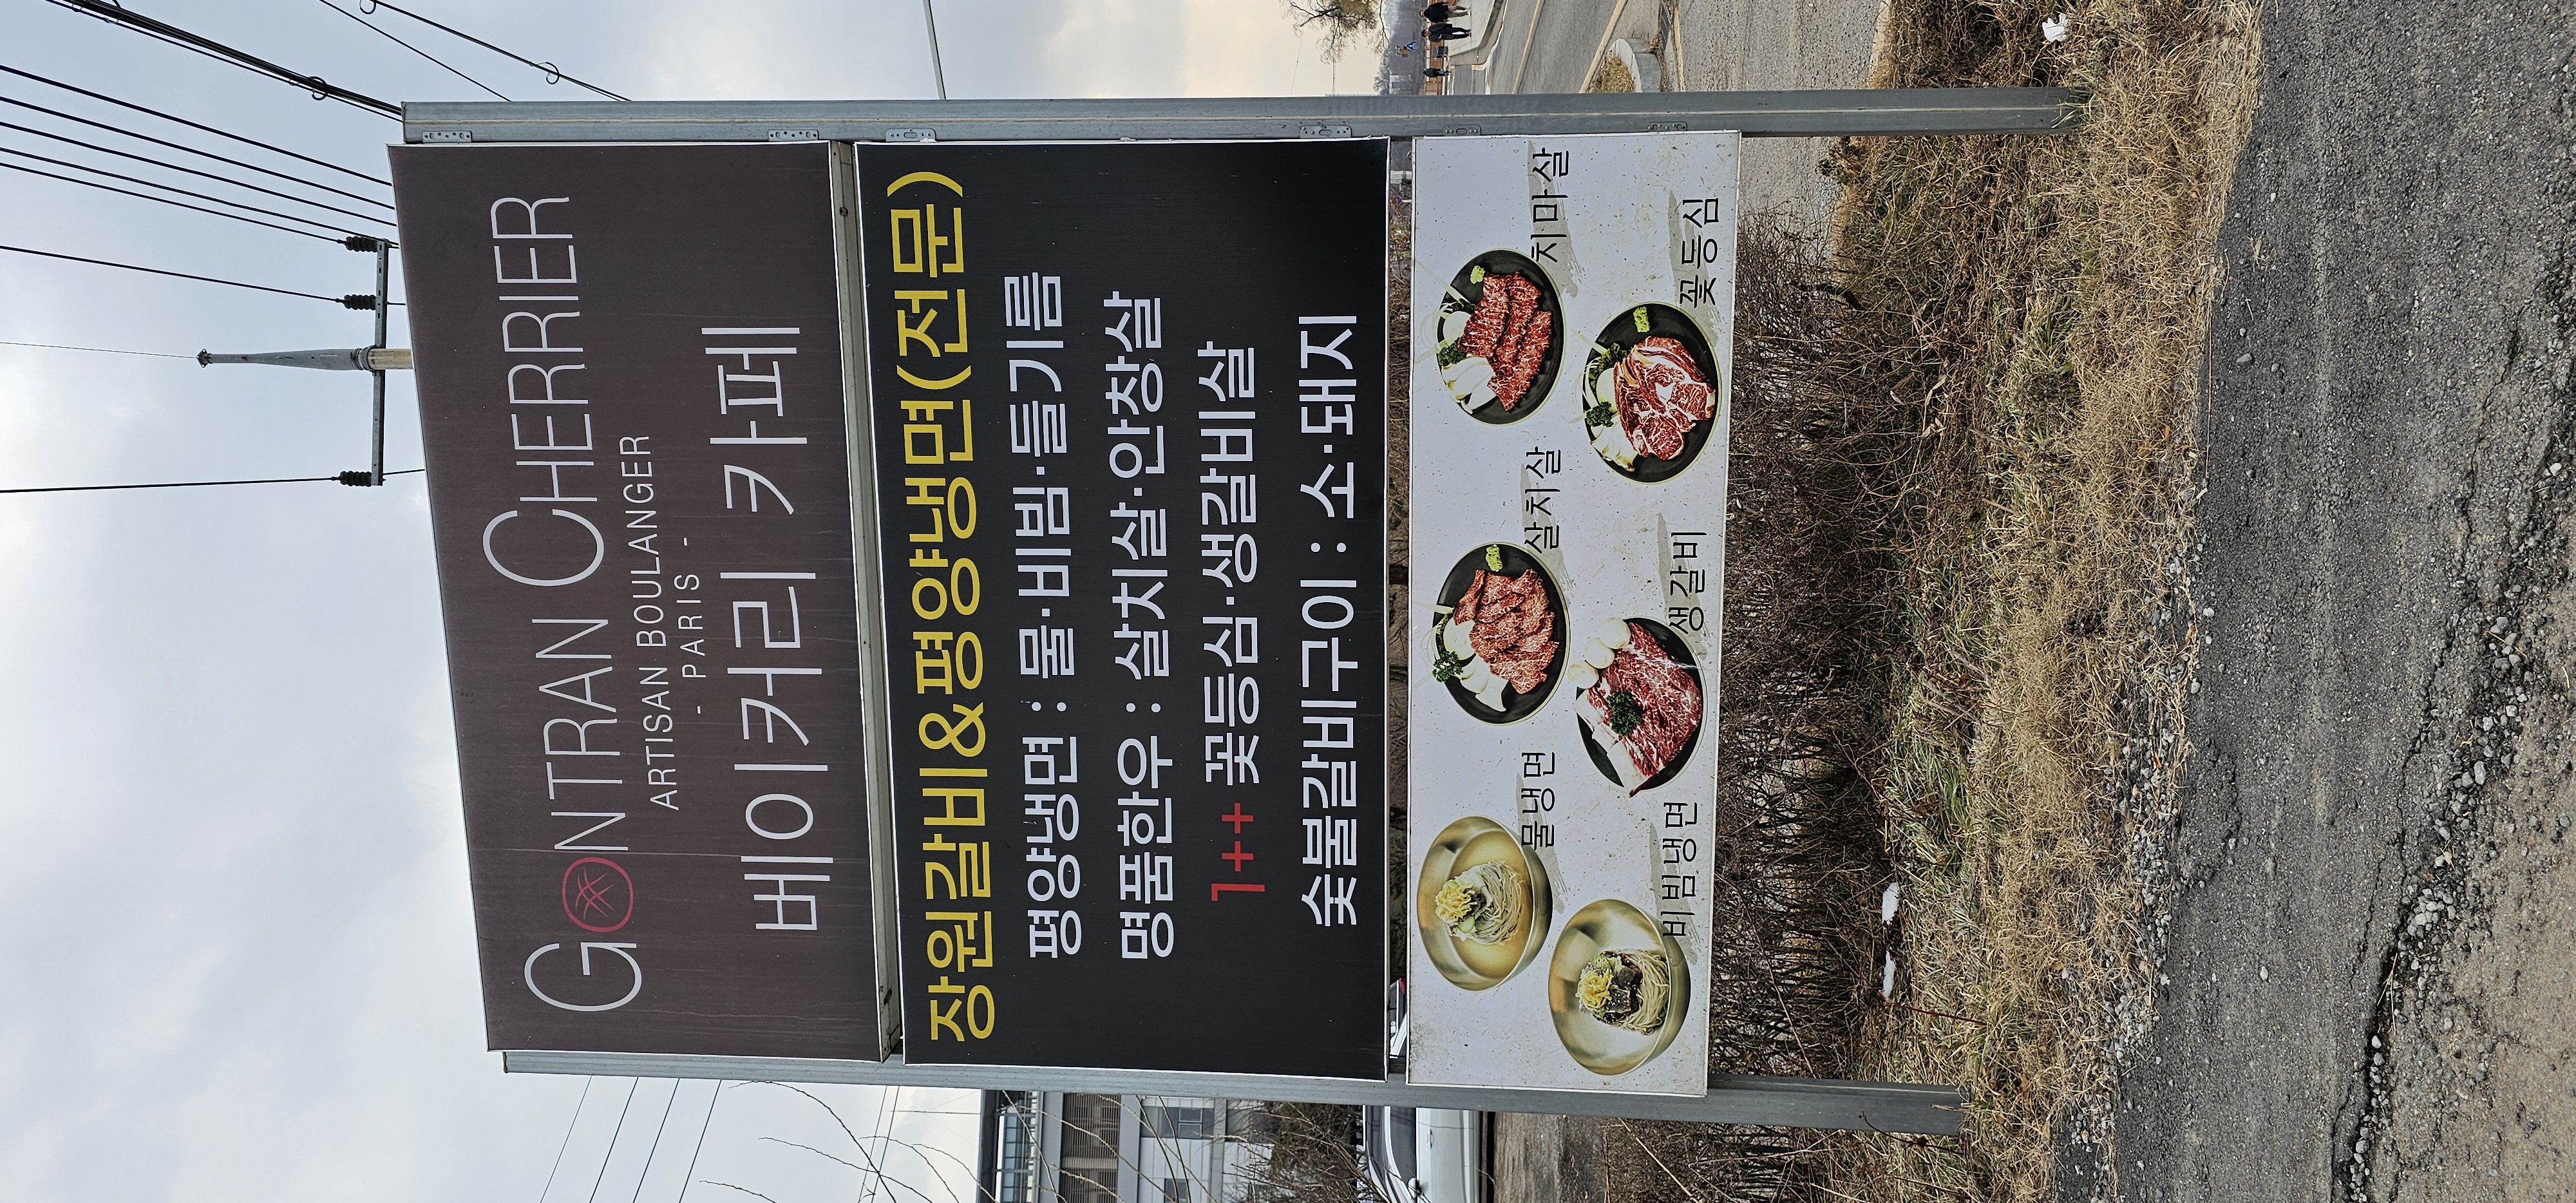 GONTRAN CHERRIER
ARTISAN BOULANGER
- PARIS -
베이커리 카페
장원갈비&평양냉면(전문)
평양냉면 : 물·비빔·들기름
명품한우 : 살치살·안창살
1++ 꽃등심·생갈비살
숯불갈비구이 : 소·돼지
물냉면 살치살 치마살
비빔냉면 생갈비 꽃등심